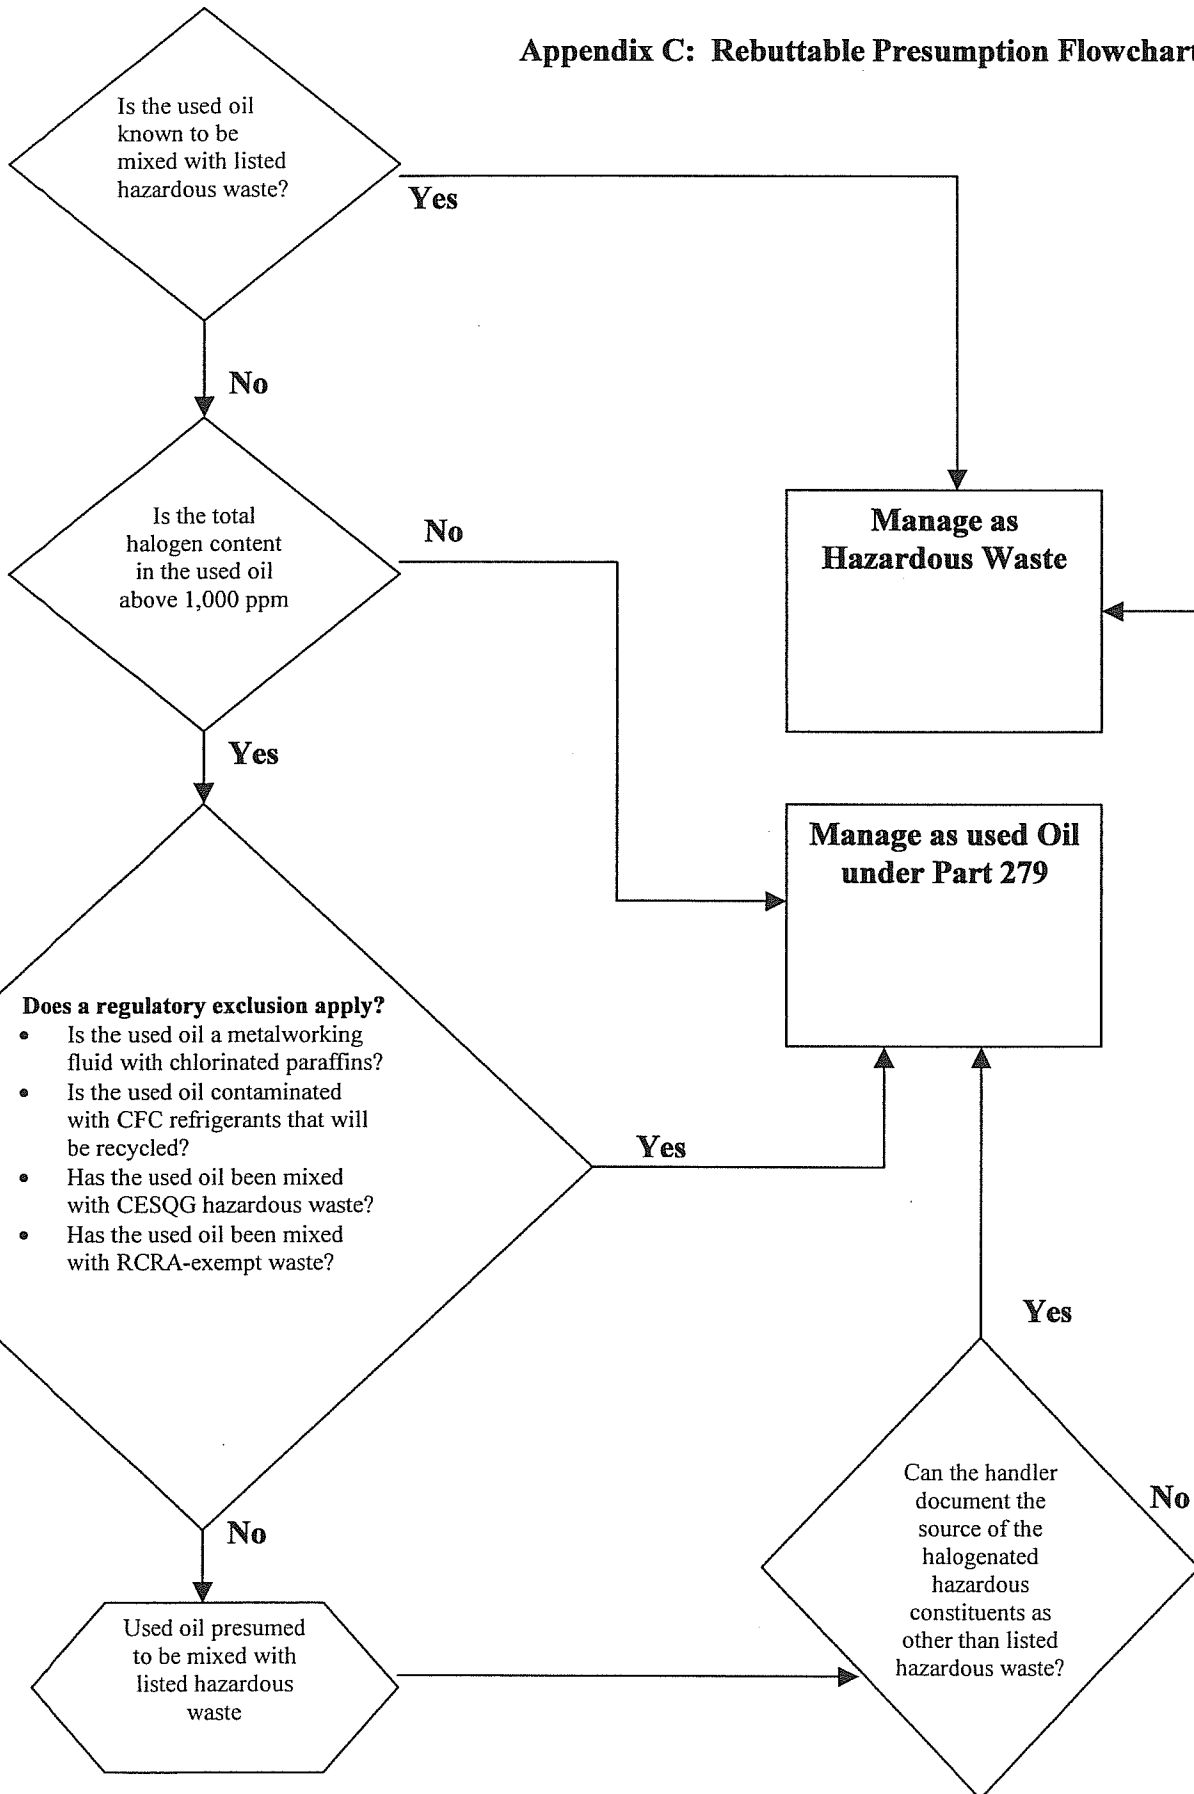 Appendix C: Rebuttable Presumption Flowchart
Is the used oil
known to be
mixed with listed
hazardous waste?
Yes
No
Is the total
halogen content
in the used oil
above 1,000 ppm
No
Manage as
Hazardous Waste
Yes
Manage as used Oil
under Part 279
Does a regulatory exclusion apply?
• Is the used oil a metalworking
fluid with chlorinated paraffins?
• Is the used oil contaminated
with CFC refrigerants that will
be recycled?
• Has the used oil been mixed
with CESQG hazardous waste?
• Has the used oil been mixed
with RCRA-exempt waste?
Yes
Yes
No
Can the handler
document the
source of the
halogenated
hazardous
constituents as
other than listed
hazardous waste?
No
Used oil presumed
to be mixed with
listed hazardous
waste